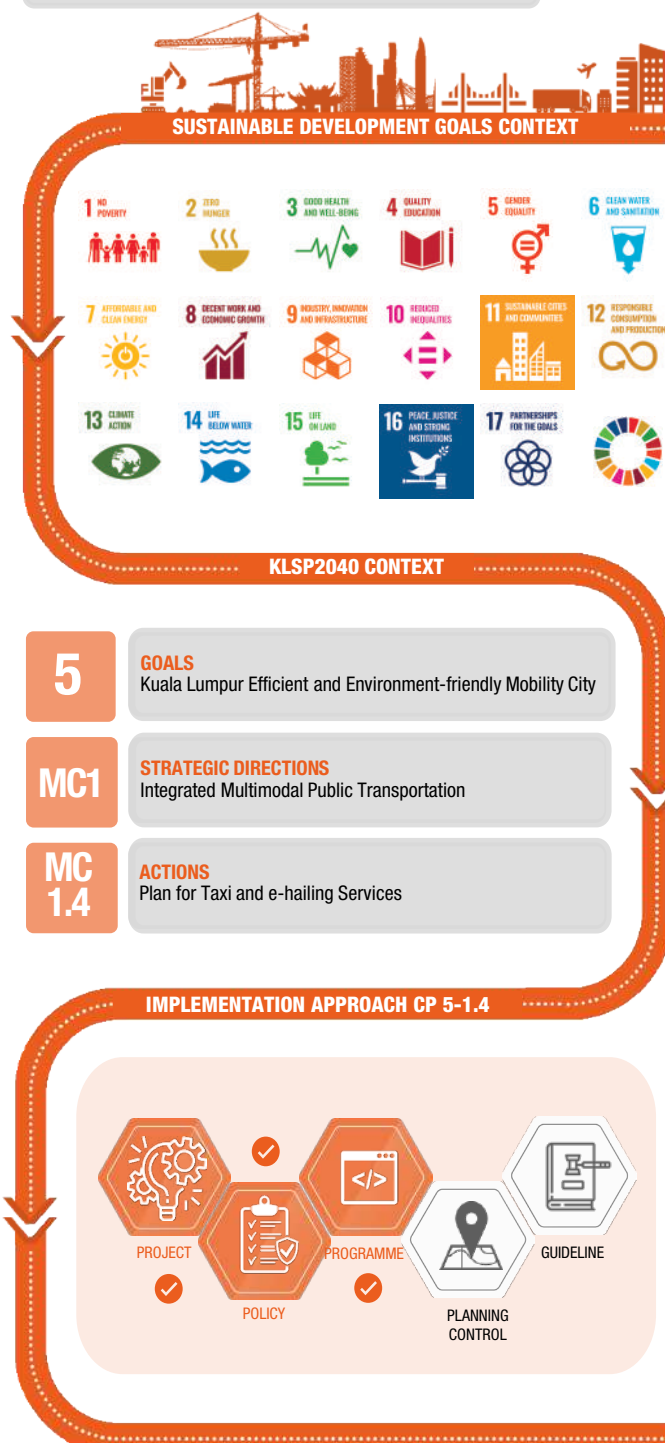 SUSTAINABLE DEVELOPMENT GOALS CONTEXT
1 NO
POVERTY
2 ZERO
HUNGER
3 GOOD HEALTH
AND WELL-BEING
4 QUALITY
EDUCATION
5 GENDER
EQUALITY
6 CLEAN WATER
AND SANITATION
7 AFFORDABLE AND
CLEAN ENERGY
8 DECENT WORK AND
ECONOMIC GROWTH
9 INDUSTRY, INNOVATION
AND INFRASTRUCTURE
10 REDUCED
INEQUALITIES
11 SUSTAINABLE CITIES
AND COMMUNITIES
12 RESPONSIBLE
CONSUMPTION
AND PRODUCTION
13 CLIMATE
ACTION
14 LIFE
BELOW WATER
15 LIFE
ON LAND
16 PEACE, JUSTICE
AND STRONG
INSTITUTIONS
17 PARTNERSHIPS
FOR THE GOALS
KLSP2040 CONTEXT
5
GOALS
Kuala Lumpur Efficient and Environment-friendly Mobility City
MC1
STRATEGIC DIRECTIONS
Integrated Multimodal Public Transportation
MC
1.4
ACTIONS
Plan for Taxi and e-hailing Services
IMPLEMENTATION APPROACH CP 5-1.4
</>
PROJECT
POLICY
PROGRAMME
PLANNING
CONTROL
GUIDELINE